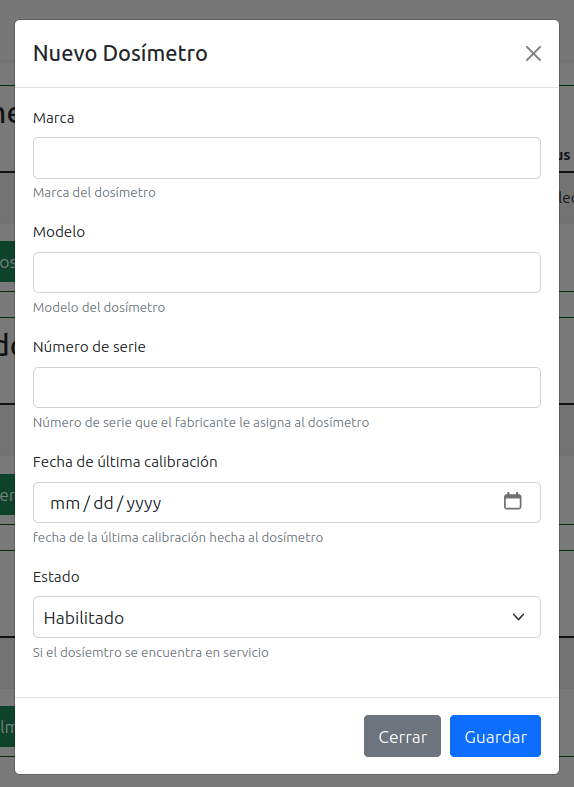 Nuevo Dosímetro
Marca
Marca del dosímetro
Modelo
Modelo del dosímetro
Número de serie
Número de serie que el fabricante le asigna al dosímetro
Fecha de última calibración
mm/dd/yyyy
fecha de la última calibración hecha al dosímetro
Estado
Habilitado
Si el dosíemtro se encuentra en servicio
Cerrar Guardar